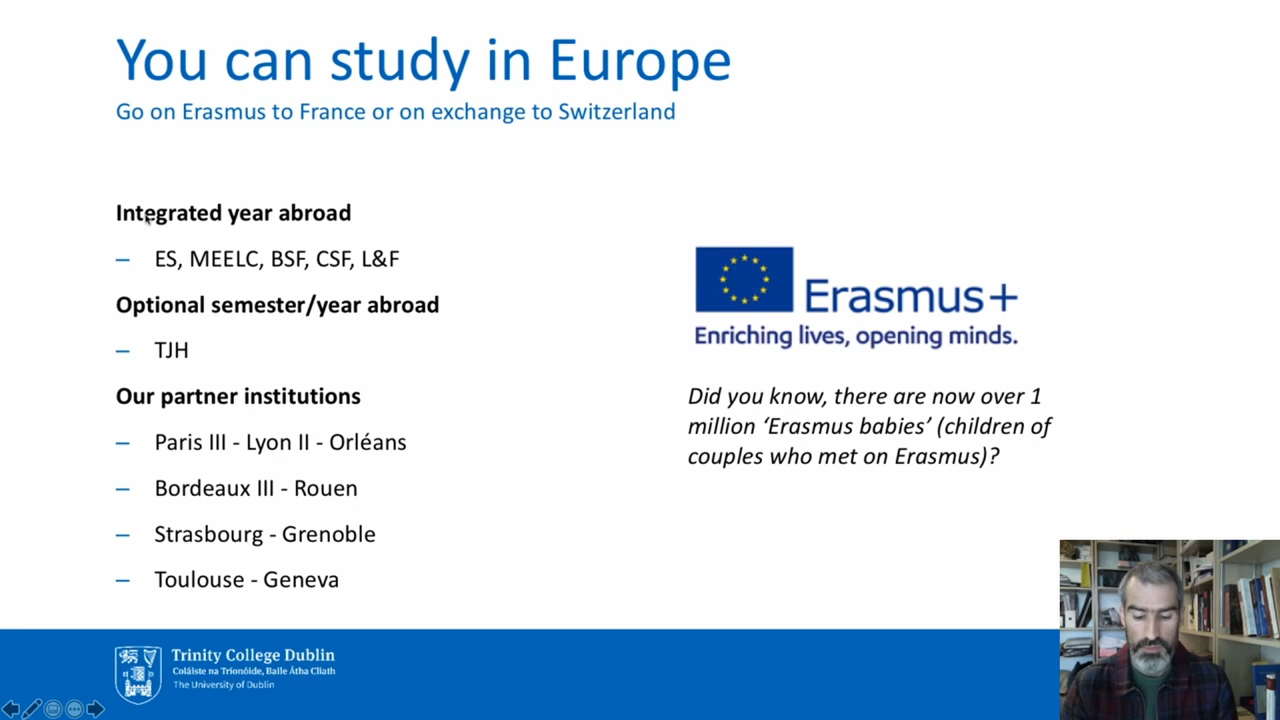 You can study in Europe
Go on Erasmus to France or on exchange to Switzerland
Integrated year abroad
– ES, MEELC, BSF, CSF, L&F
Optional semester/year abroad
– TJH
Our partner institutions
– Paris III - Lyon II - Orléans
– Bordeaux III - Rouen
– Strasbourg - Grenoble
– Toulouse - Geneva
Erasmus+
Enriching lives, opening minds.
Did you know, there are now over 1
million ‘Erasmus babies’ (children of
couples who met on Erasmus)?
Trinity College Dublin
Coláiste na Tríonóide, Baile Átha Cliath
The University of Dublin